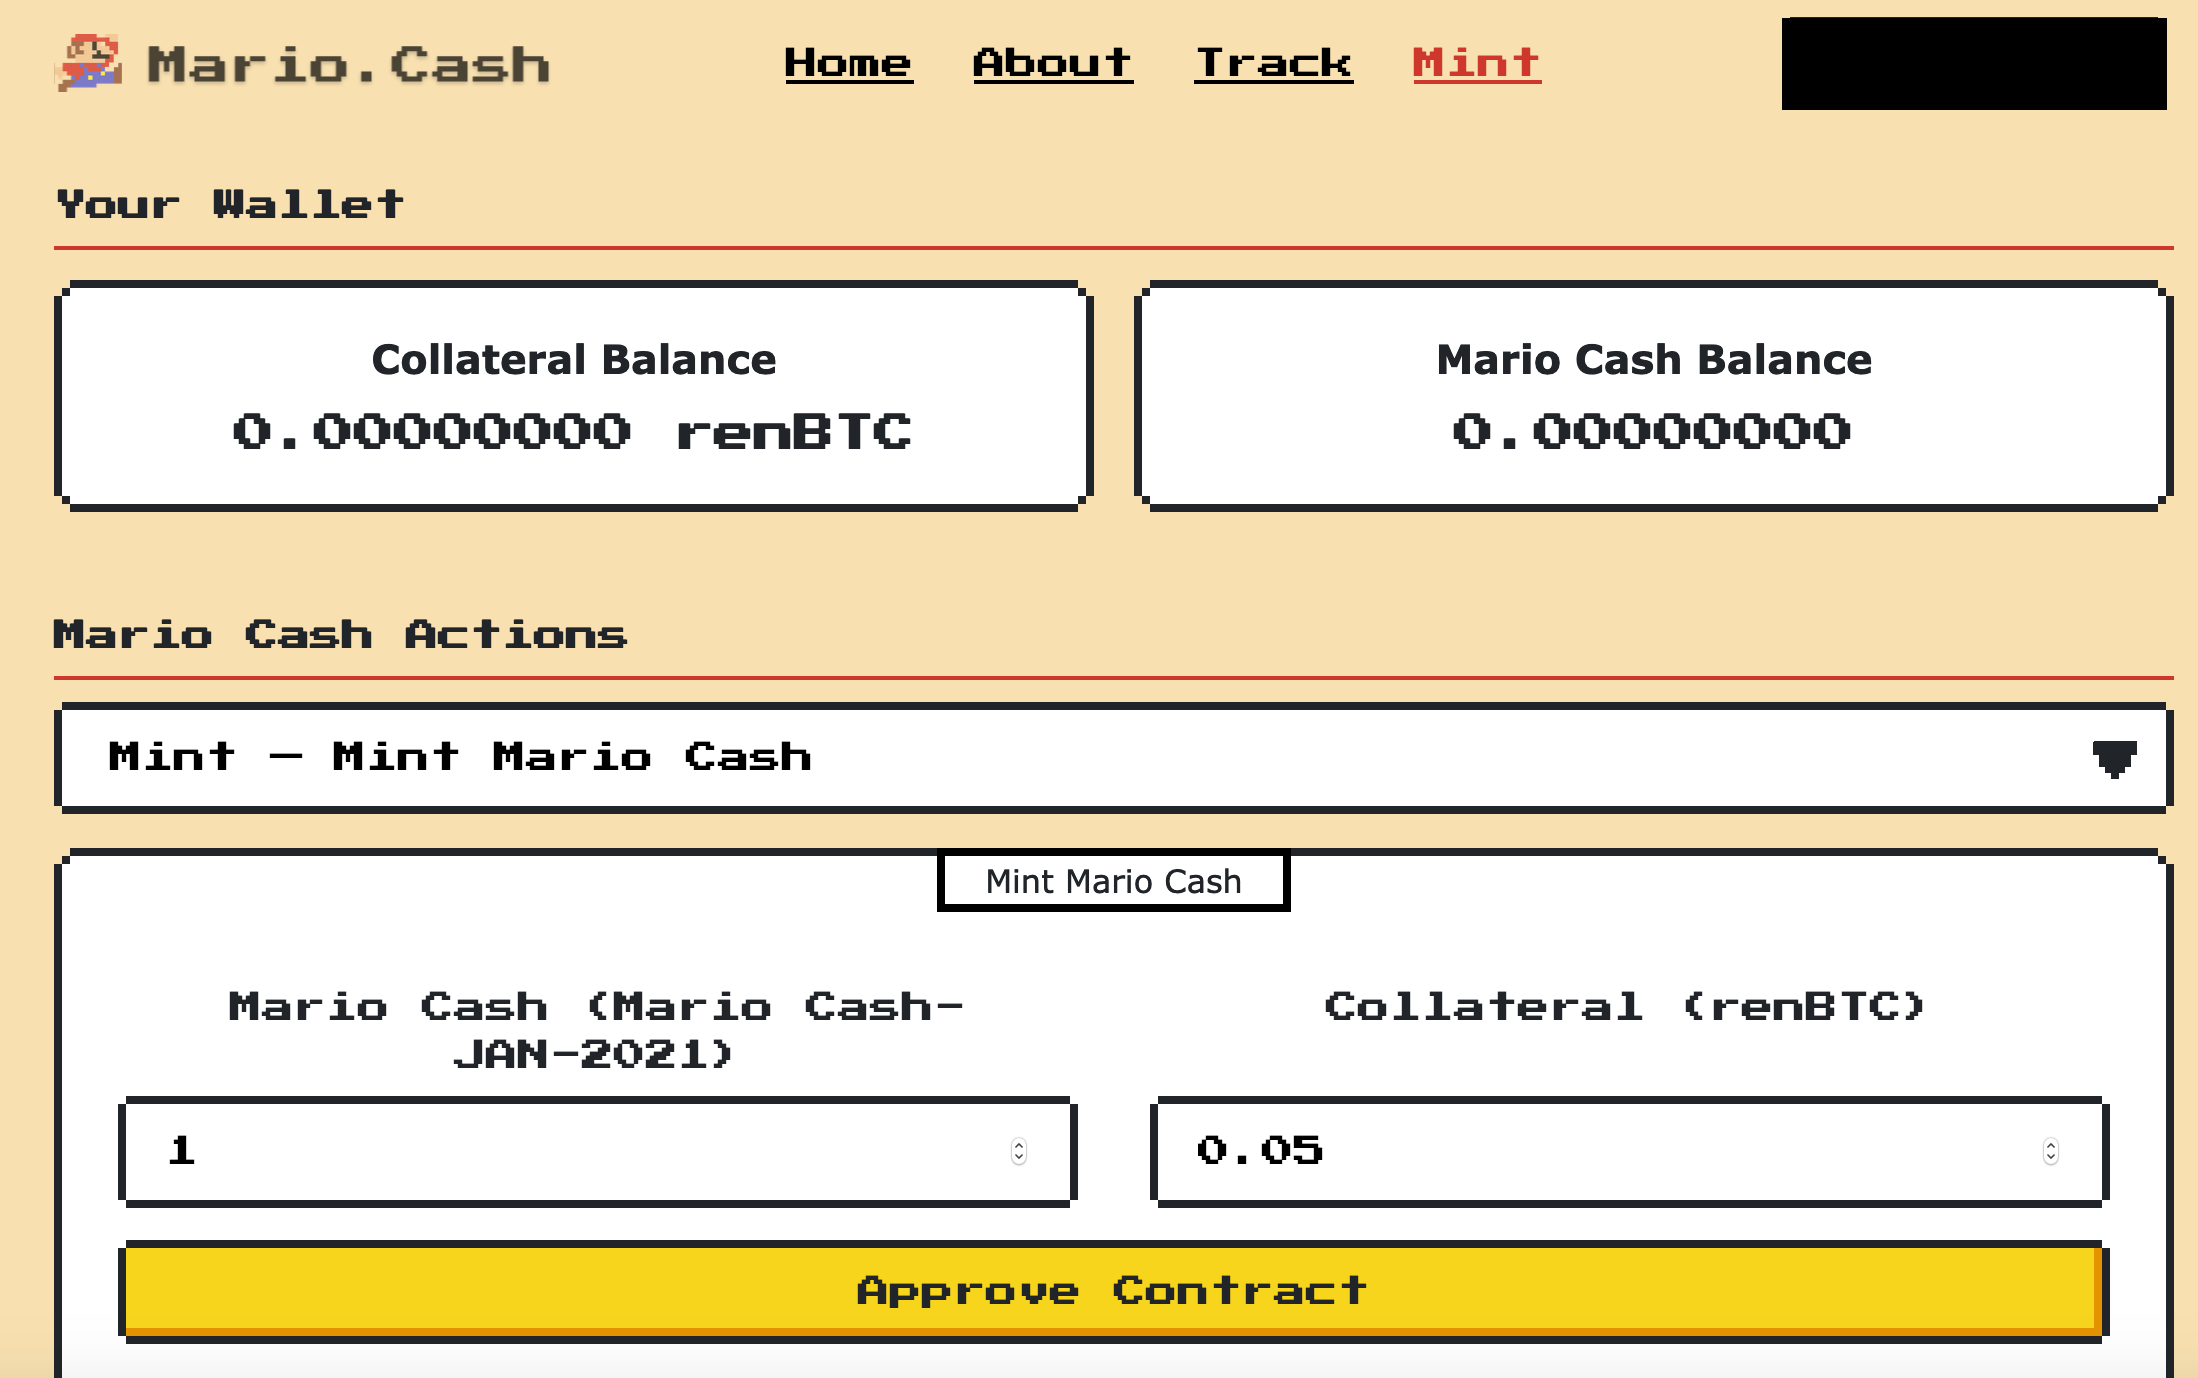 Mario.Cash
Home About Track Mint
Your Wallet
Collateral Balance
0.00000000 renBTC
Mario Cash Balance
0.00000000
Mario Cash Actions
Mint – Mint Mario Cash
Mint Mario Cash
Mario Cash (Mario Cash-
JAN-2021)
1
Collateral (renBTC)
0.05
Approve Contract